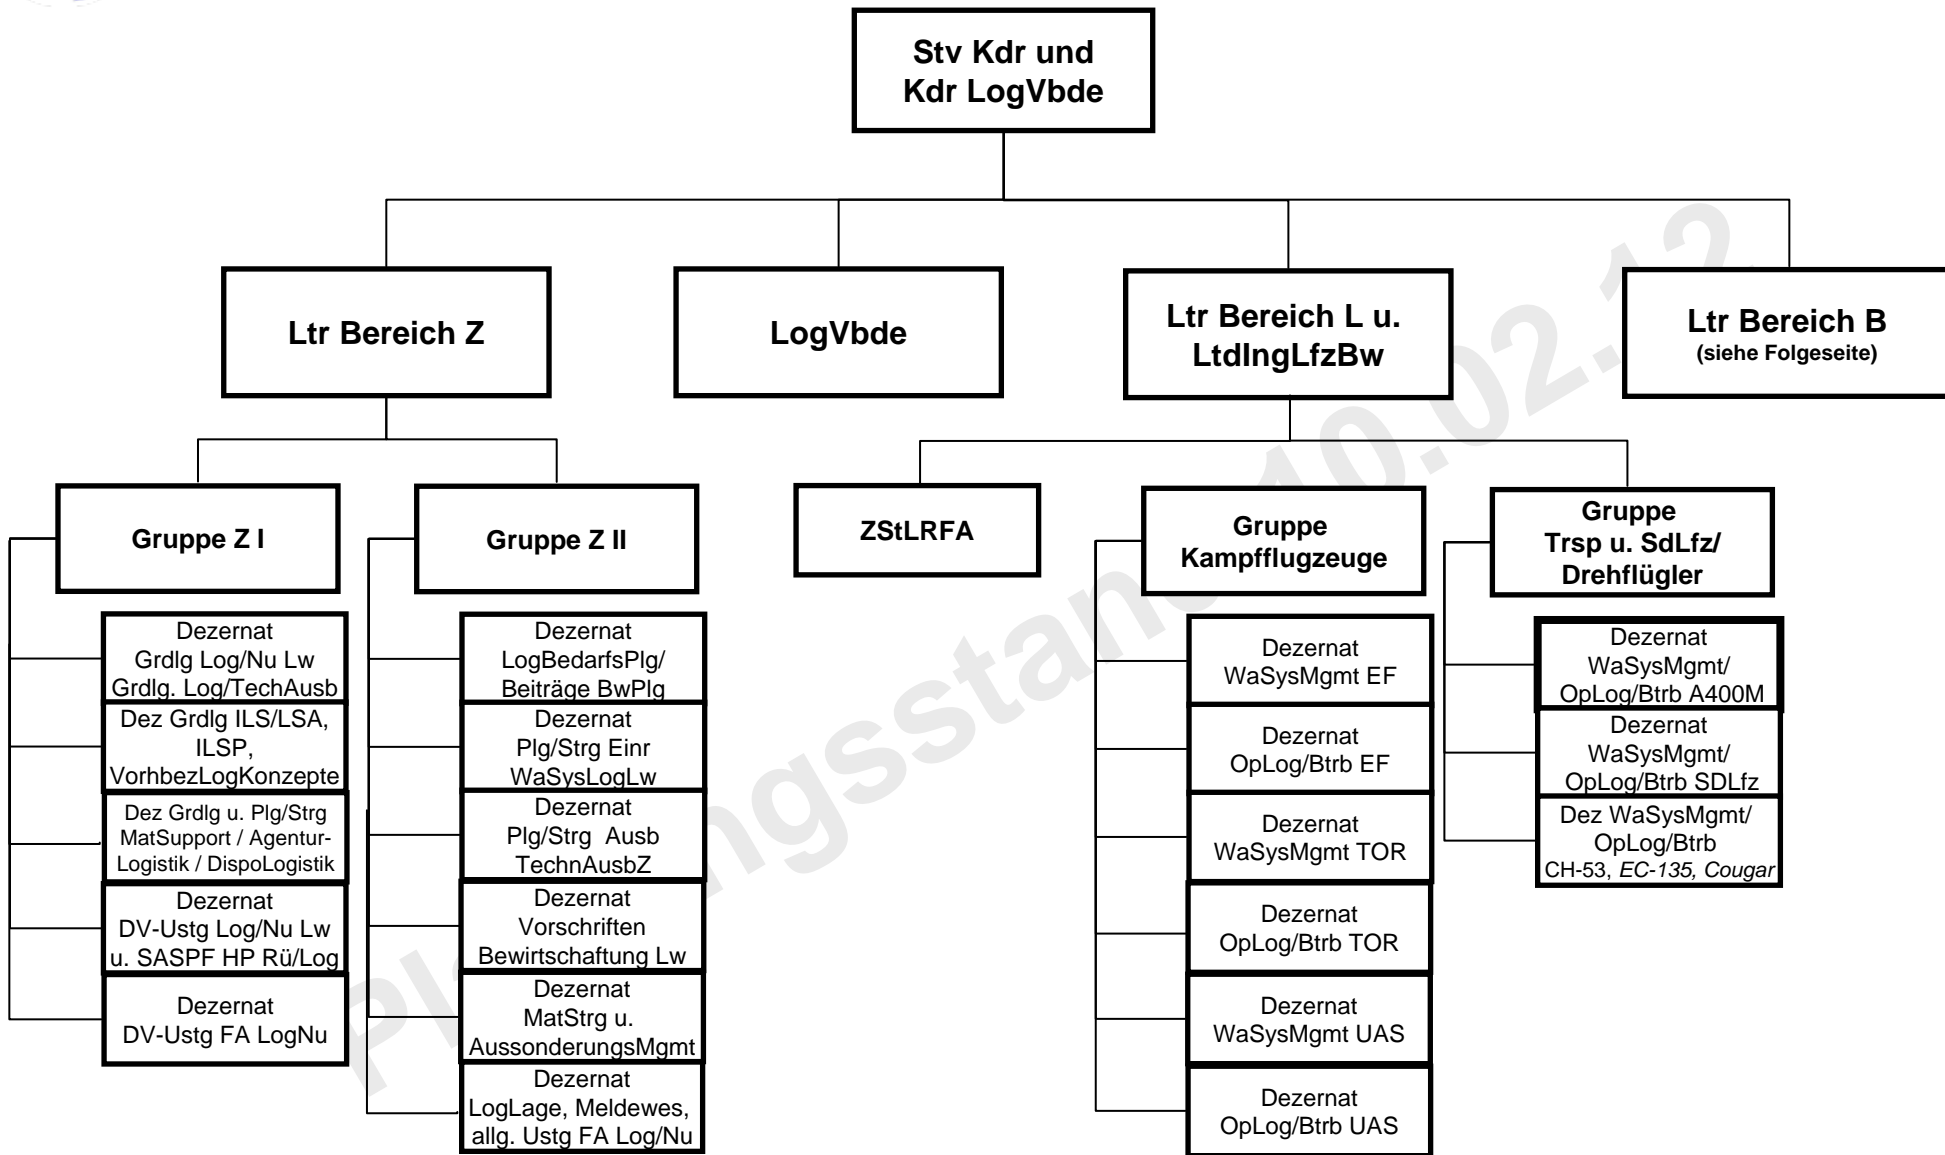 Stv Kdr und
Kdr LogVbde
Ltr Bereich Z
LogVbde
Ltr Bereich L u.
LtdIngLfzBw
Ltr Bereich B
(siehe Folgeseite)
Gruppe Z I
Dezernat
Grdlg Log/Nu Lw
Grdlg. Log/TechAusb
Dez Grdlg ILS/LSA,
ILSP,
VorhbezLogKonzepte
Dez Grdlg u. Plg/Strg
MatSupport / Agentur-
Logistik / DispoLogistik
Dezernat
DV-Ustg Log/Nu Lw
u. SASPF HP Rü/Log
Dezernat
DV-Ustg FA LogNu
Gruppe Z II
Dezernat
LogBedarfsPlg/
Beiträge BwPlg
Dezernat
Plg/Strg Einr
WaSysLogLw
Dezernat
Plg/Strg Ausb
TechnAusbZ
Dezernat
Vorschriften
Bewirtschaftung Lw
Dezernat
MatStrg u.
AussonderungsMgmt
Dezernat
LogLage, Meldewes,
allg. Ustg FA Log/Nu
ZStLRFA
Gruppe
Kampfflugzeuge
Dezernat
WaSysMgmt EF
Dezernat
OpLog/Btrb EF
Dezernat
WaSysMgmt TOR
Dezernat
OpLog/Btrb TOR
Dezernat
WaSysMgmt UAS
Dezernat
OpLog/Btrb UAS
Gruppe
Trsp u. SdLfz/
Drehflügler
Dezernat
WaSysMgmt/
OpLog/Btrb A400M
Dezernat
WaSysMgmt/
OpLog/Btrb SDLfz
Dez WaSysMgmt/
OpLog/Btrb
CH-53, EC-135, Cougar
10.02.12